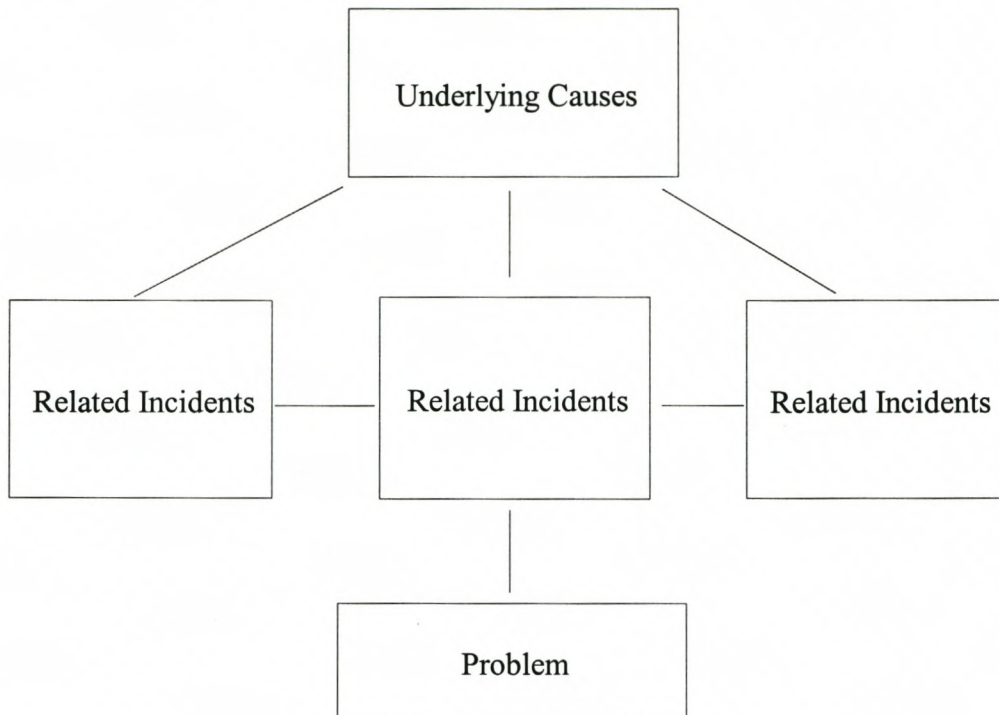 Underlying Causes
Related Incidents
Related Incidents
Related Incidents
Problem